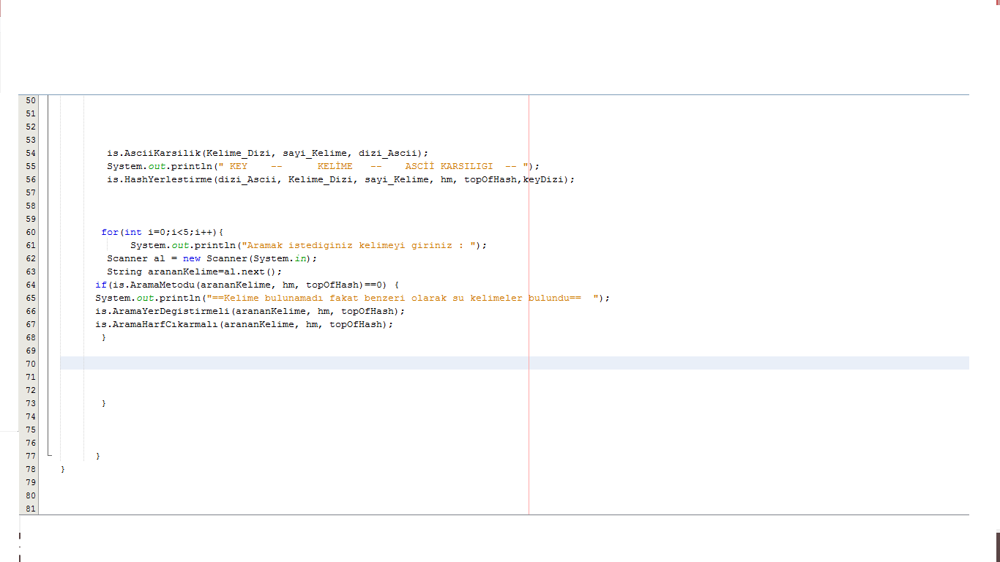 50
51
52
53
54 is.AsciiKarsilik(Kelime_Dizi, sayi_Kelime, dizi_Ascii);
55 System.out.println(" KEY    --      KELİME   --    ASCİİ KARSILIGI  -- ");
56 is.HashYerlestirme(dizi_Ascii, Kelime_Dizi, sayi_Kelime, hm, topOfHash,keyDizi);
57
58
59
60 for(int i=0;i<5;i++){
61 System.out.println("Aramak istediginiz kelimeyi giriniz : ");
62 Scanner al = new Scanner(System.in);
63 String arananKelime=al.next();
64 if(is.AramaMetodu(arananKelime, hm, topOfHash)==0) {
65 System.out.println("==Kelime bulunamadı fakat benzeri olarak su kelimeler bulundu==  ");
66 is.AramaYerDegistirmeli(arananKelime, hm, topOfHash);
67 is.AramaHarfCıkarmalı(arananKelime, hm, topOfHash);
68 }
69
70
71
72
73 }
74
75
76
77 }
78 }
79
80
81